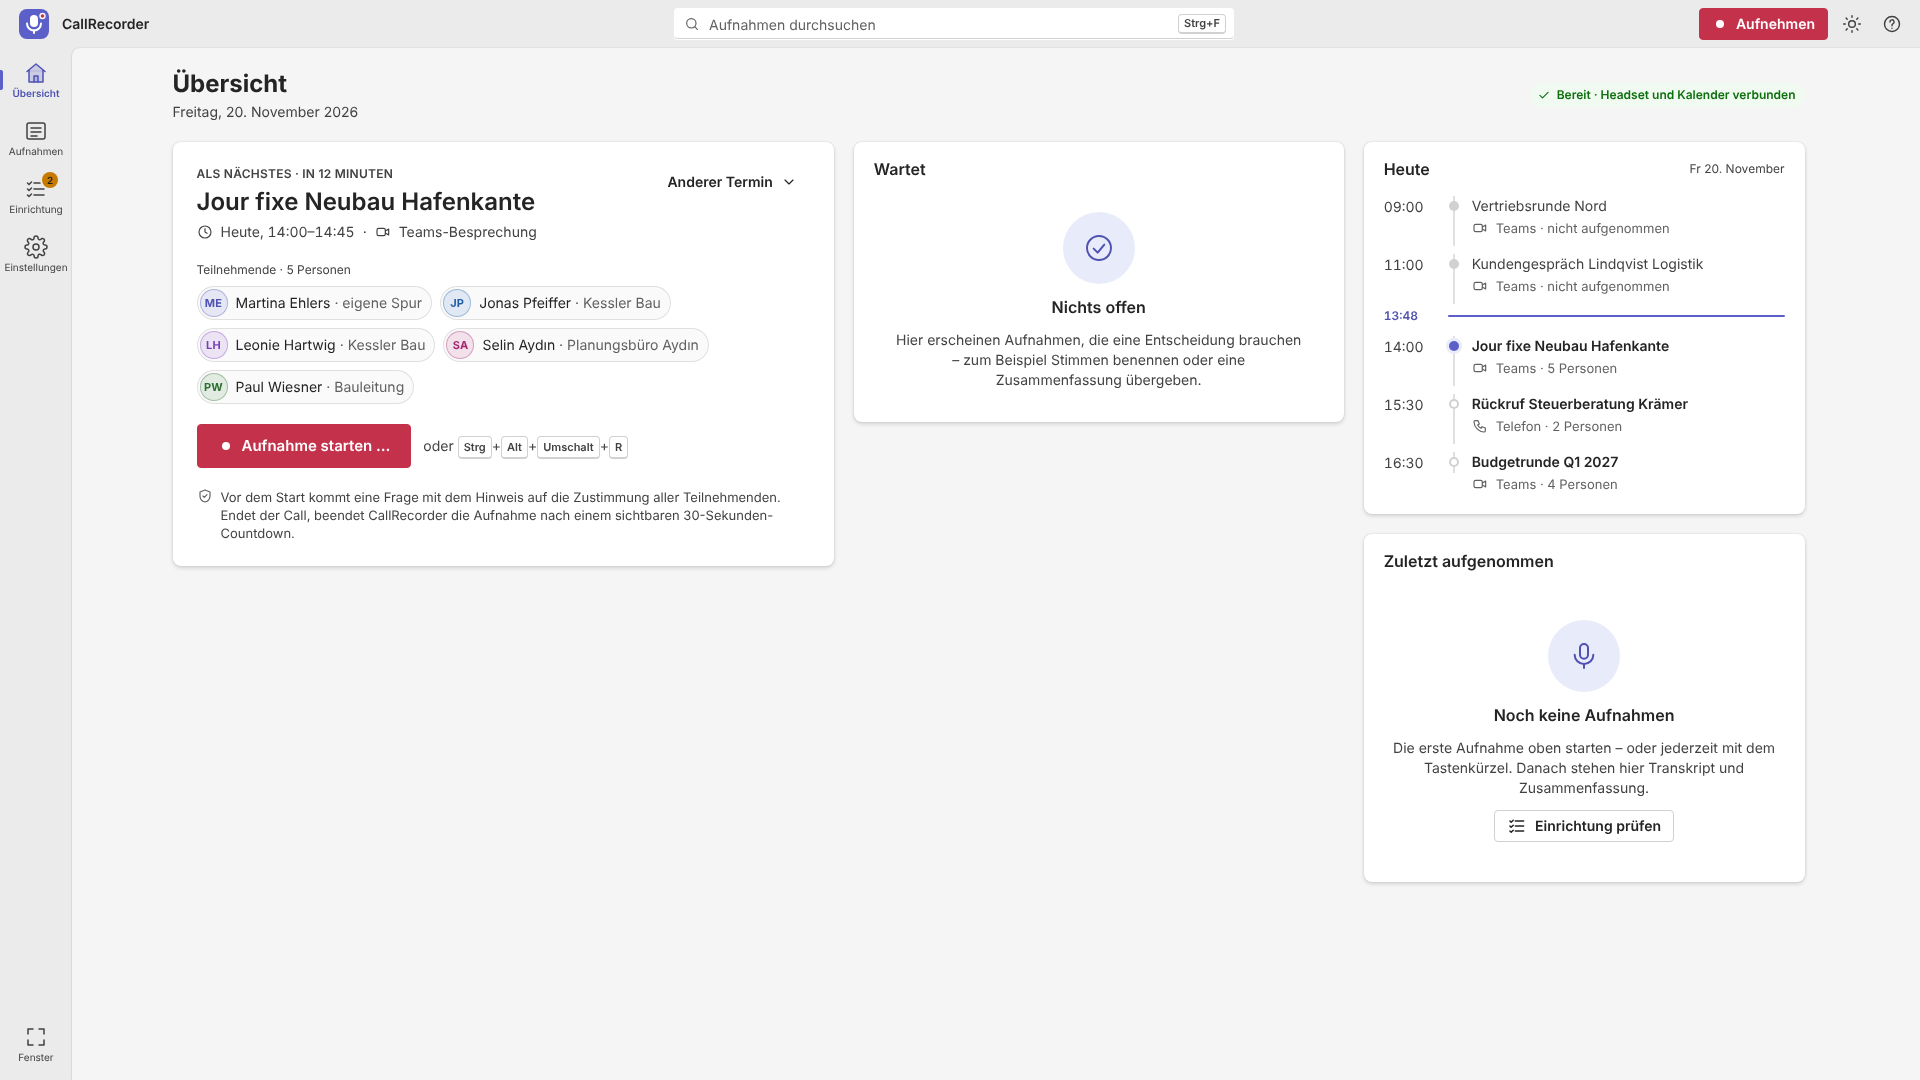 CallRecorder
Aufnahmen durchsuchen
Strg+F
Aufnehmen
Übersicht
Aufnahmen
2
Einrichtung
Einstellungen
Fenster
Übersicht
Freitag, 20. November 2026
Bereit · Headset und Kalender verbunden
ALS NÄCHSTES · IN 12 MINUTEN
Jour fixe Neubau Hafenkante
Anderer Termin
Heute, 14:00–14:45 · Teams-Besprechung
Teilnehmende · 5 Personen
ME Martina Ehlers · eigene Spur
JP Jonas Pfeiffer · Kessler Bau
LH Leonie Hartwig · Kessler Bau
SA Selin Aydın · Planungsbüro Aydın
PW Paul Wiesner · Bauleitung
Aufnahme starten …
oder Strg+Alt+Umschalt+R
Vor dem Start kommt eine Frage mit dem Hinweis auf die Zustimmung aller Teilnehmenden.
Endet der Call, beendet CallRecorder die Aufnahme nach einem sichtbaren 30-Sekunden-
Countdown.
Wartet
Nichts offen
Hier erscheinen Aufnahmen, die eine Entscheidung brauchen
– zum Beispiel Stimmen benennen oder eine
Zusammenfassung übergeben.
Heute
Fr 20. November
09:00 Vertriebsrunde Nord
Teams · nicht aufgenommen
11:00 Kundengespräch Lindqvist Logistik
Teams · nicht aufgenommen
13:48
14:00 Jour fixe Neubau Hafenkante
Teams · 5 Personen
15:30 Rückruf Steuerberatung Krämer
Telefon · 2 Personen
16:30 Budgetrunde Q1 2027
Teams · 4 Personen
Zuletzt aufgenommen
Noch keine Aufnahmen
Die erste Aufnahme oben starten – oder jederzeit mit dem
Tastenkürzel. Danach stehen hier Transkript und
Zusammenfassung.
Einrichtung prüfen